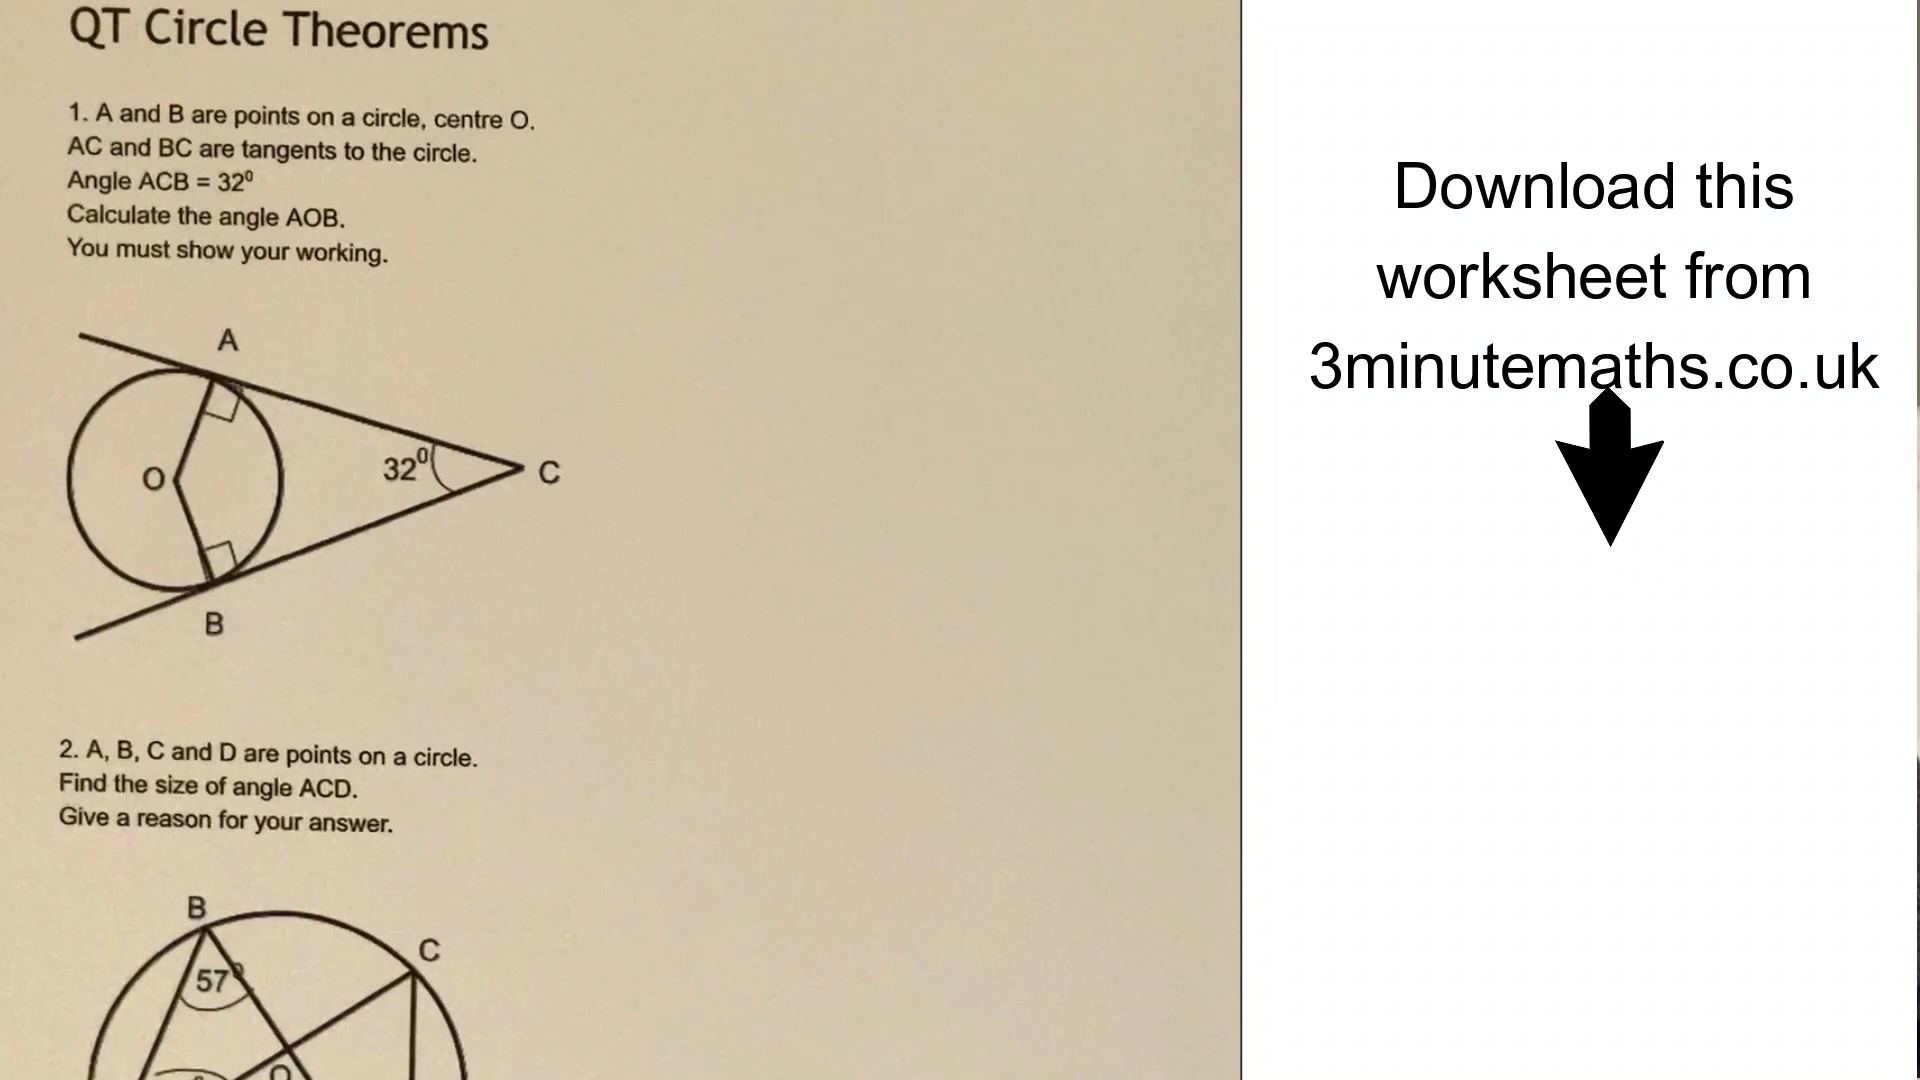 QT Circle Theorems
1. A and B are points on a circle, centre O.
AC and BC are tangents to the circle.
Angle ACB = 32⁰
Calculate the angle AOB.
You must show your working.
A
O
32⁰
C
B
2. A, B, C and D are points on a circle.
Find the size of angle ACD.
Give a reason for your answer.
B
C
57⁰
Download this
worksheet from
3minutemaths.co.uk